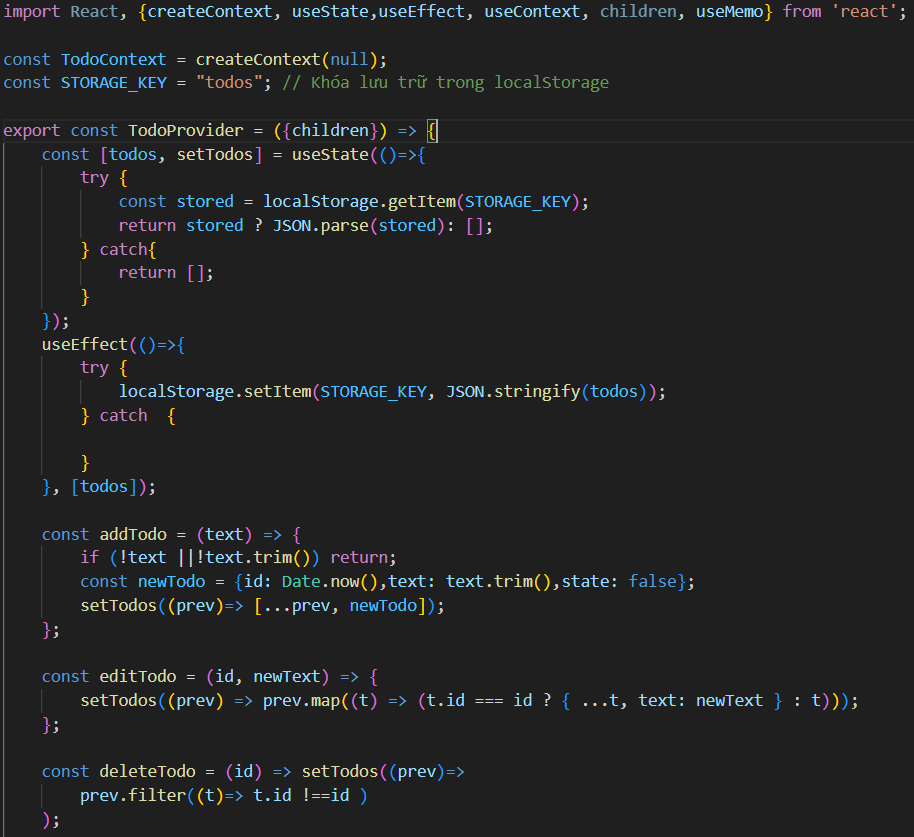 import React, {createContext, useState,useEffect, useContext, children, useMemo} from 'react';
const TodoContext = createContext(null);
const STORAGE_KEY = "todos"; // Khóa lưu trữ trong localStorage
export const TodoProvider = ({children}) => {
    const [todos, setTodos] = useState(()=>{
        try {
            const stored = localStorage.getItem(STORAGE_KEY);
            return stored ? JSON.parse(stored): [];
        } catch{
            return [];
        }
    });
    useEffect(()=>{
        try {
            localStorage.setItem(STORAGE_KEY, JSON.stringify(todos));
        } catch  {
        }
    }, [todos]);
    const addTodo = (text) => {
        if (!text ||!text.trim()) return;
        const newTodo = {id: Date.now(),text: text.trim(),state: false};
        setTodos((prev)=> [...prev, newTodo]);
    };
    const editTodo = (id, newText) => {
        setTodos((prev) => prev.map((t) => (t.id === id ? { ...t, text: newText } : t)));
    };
    const deleteTodo = (id) => setTodos((prev)=>
        prev.filter((t)=> t.id !==id )
    );